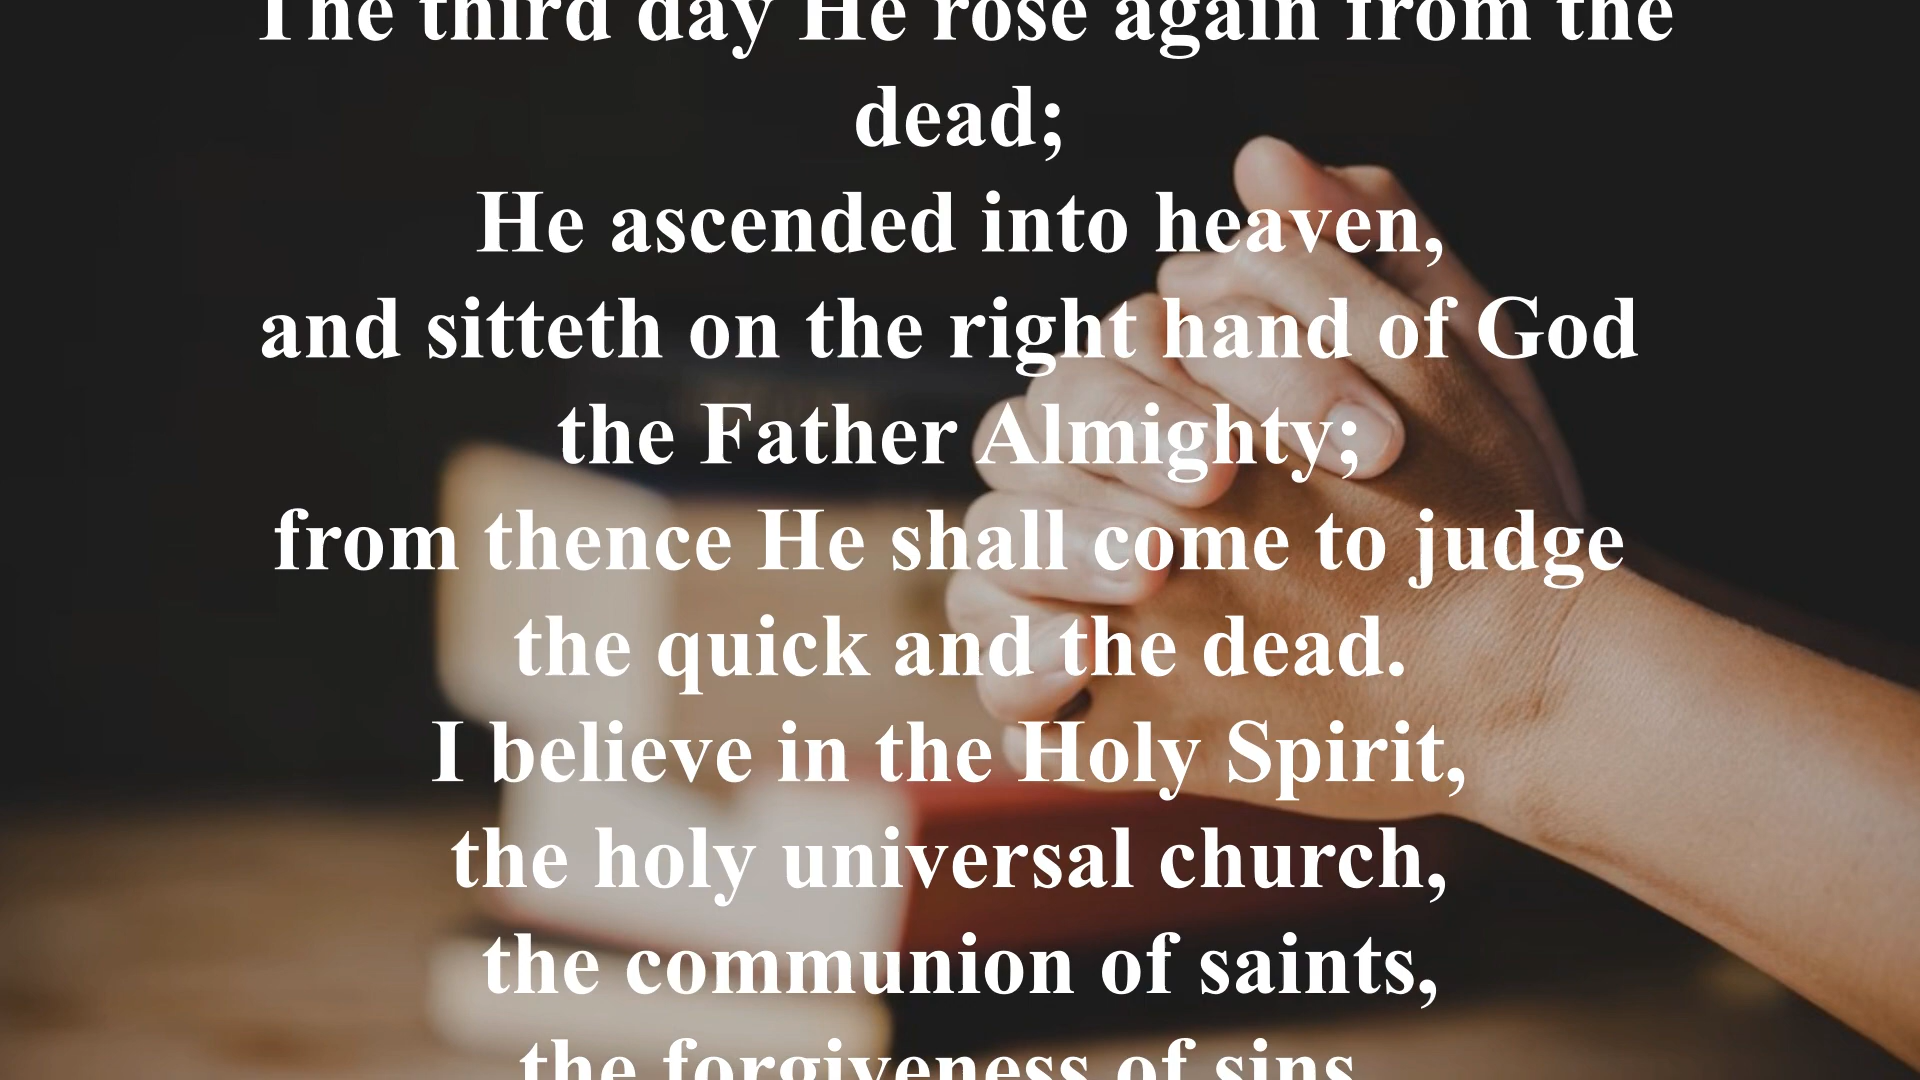 The third day He rose again from the
dead;
He ascended into heaven,
and sitteth on the right hand of God
the Father Almighty;
from thence He shall come to judge
the quick and the dead.
I believe in the Holy Spirit,
the holy universal church,
the communion of saints,
the forgiveness of sins